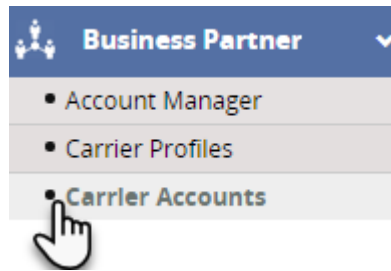 Business Partner
Account Manager
Carrier Profiles
Carrier Accounts